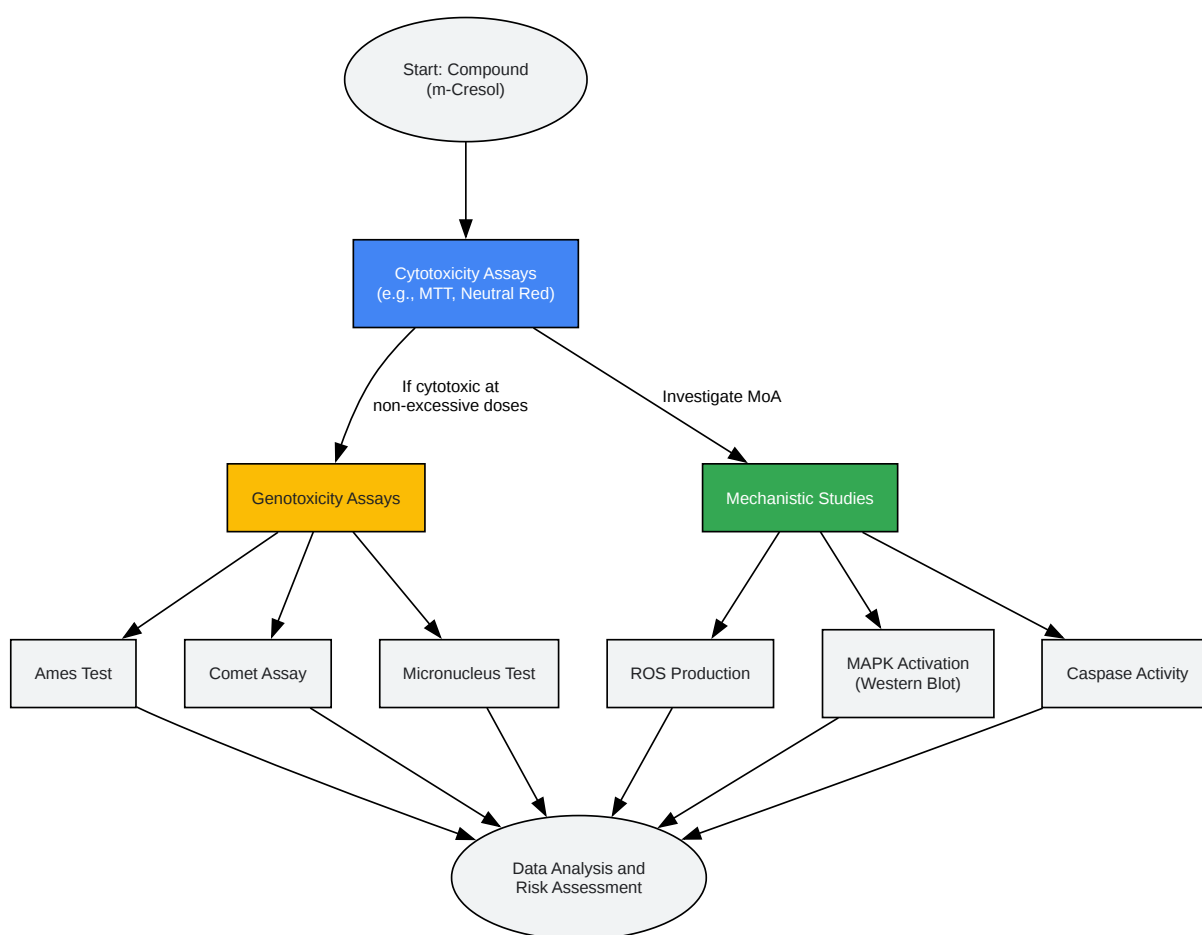 Start: Compound
(m-Cresol)
Cytotoxicity Assays
(e.g., MTT, Neutral Red)
If cytotoxic at
non-excessive doses
Investigate MoA
Genotoxicity Assays
Mechanistic Studies
Ames Test
Comet Assay
Micronucleus Test
ROS Production
MAPK Activation
(Western Blot)
Caspase Activity
Data Analysis and
Risk Assessment